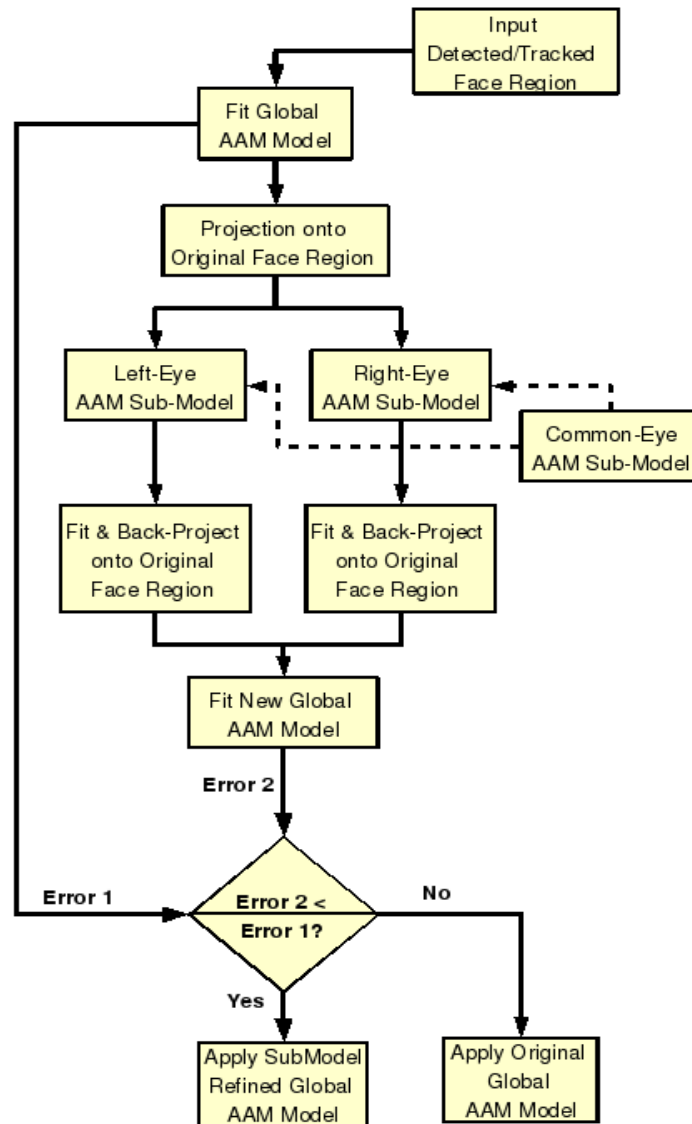 Input
Detected/Tracked
Face Region
Fit Global
AAM Model
Projection onto
Original Face Region
Left-Eye
AAM Sub-Model
Right-Eye
AAM Sub-Model
Common-Eye
AAM Sub-Model
Fit & Back-Project
onto Original
Face Region
Fit & Back-Project
onto Original
Face Region
Fit New Global
AAM Model
Error 2
Error 1
Error 2 <
Error 1?
No
Yes
Apply SubModel
Refined Global
AAM Model
Apply Original
Global
AAM Model